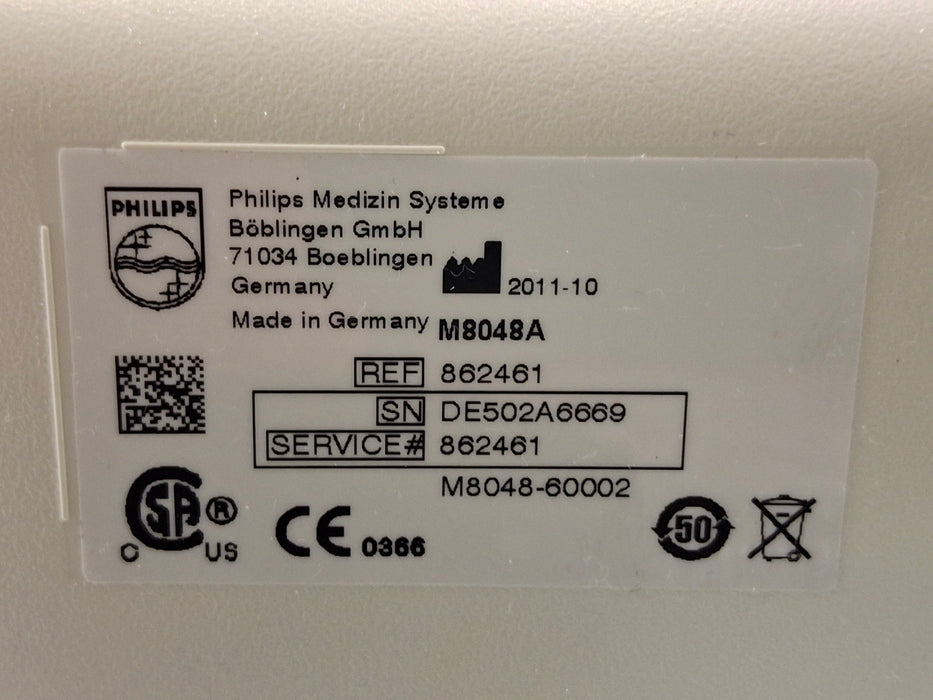 PHILIPS
Philips Medizin Systeme
Böblingen GmbH
71034 Boeblingen
Germany
2011-10
Made in Germany
M8048A
REF 862461
SN DE502A6669
SERVICE# 862461
M8048-60002
CSA ®
C US
CE 0366
50